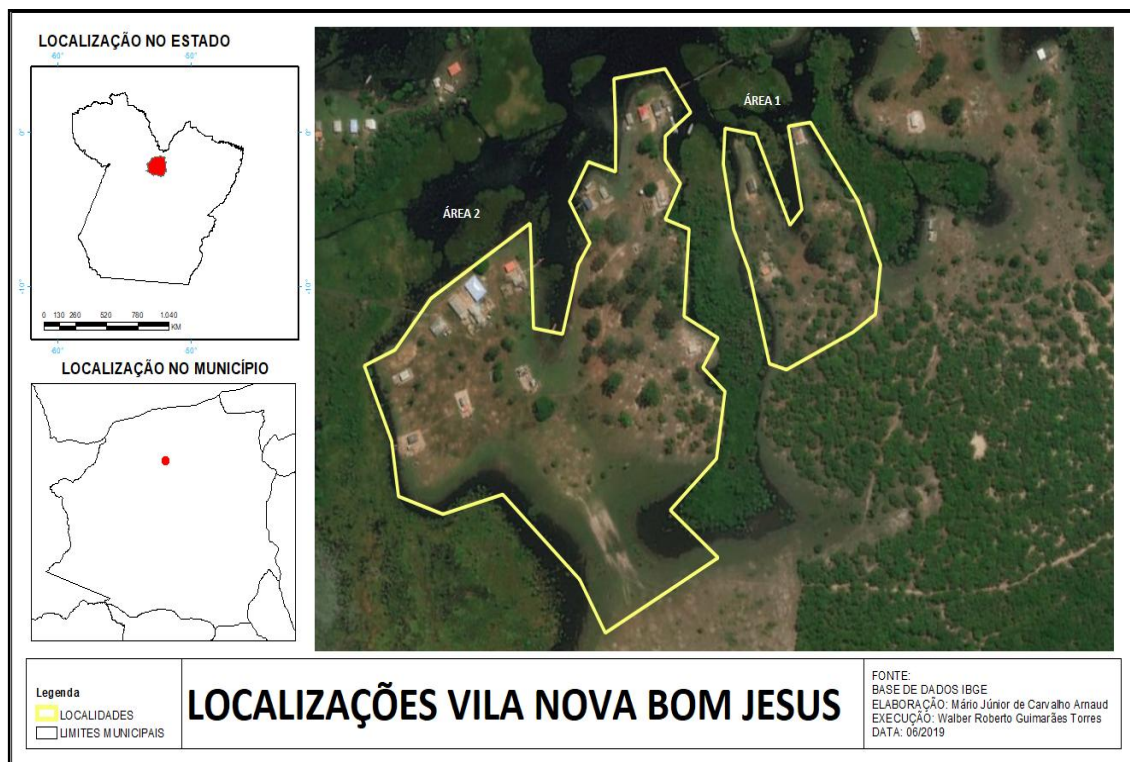 LOCALIZAÇÃO NO ESTADO
60° 60°
0° 0°
-10° -10°
0 130 260 520 780 1.040
KM
60° 60°
LOCALIZAÇÃO NO MUNICÍPIO
ÁREA 1
ÁREA 2
Legenda
LOCALIDADES
LIMITES MUNICIPAIS
LOCALIZAÇÕES VILA NOVA BOM JESUS
FONTE:
BASE DE DADOS IBGE
ELABORAÇÃO: Mário Júnior de Carvalho Arnaud
EXECUÇÃO: Walber Roberto Guimarães Torres
DATA: 06/2019